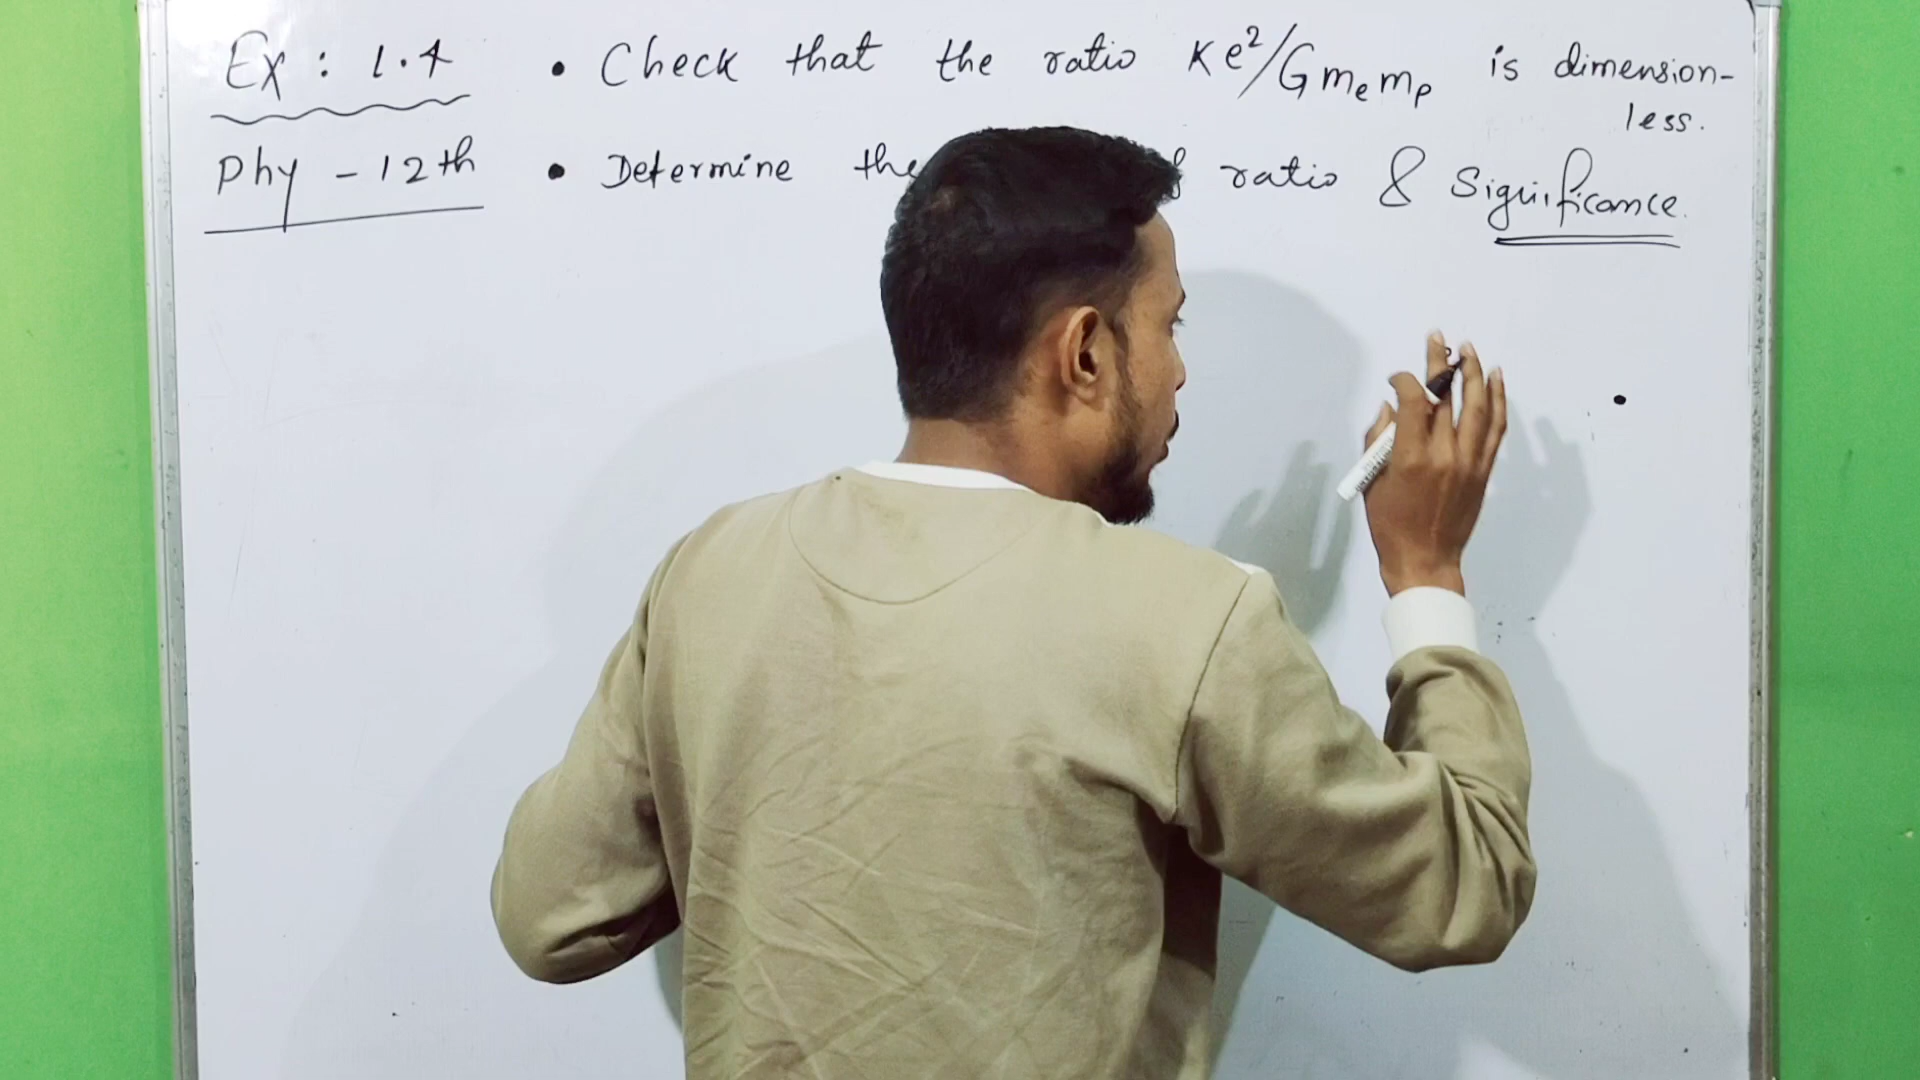 Ex : 1.4
• Check that the ratio Ke²/Gmemp is dimension-
less.
Phy - 12th
• Determine the ratio & Significance.